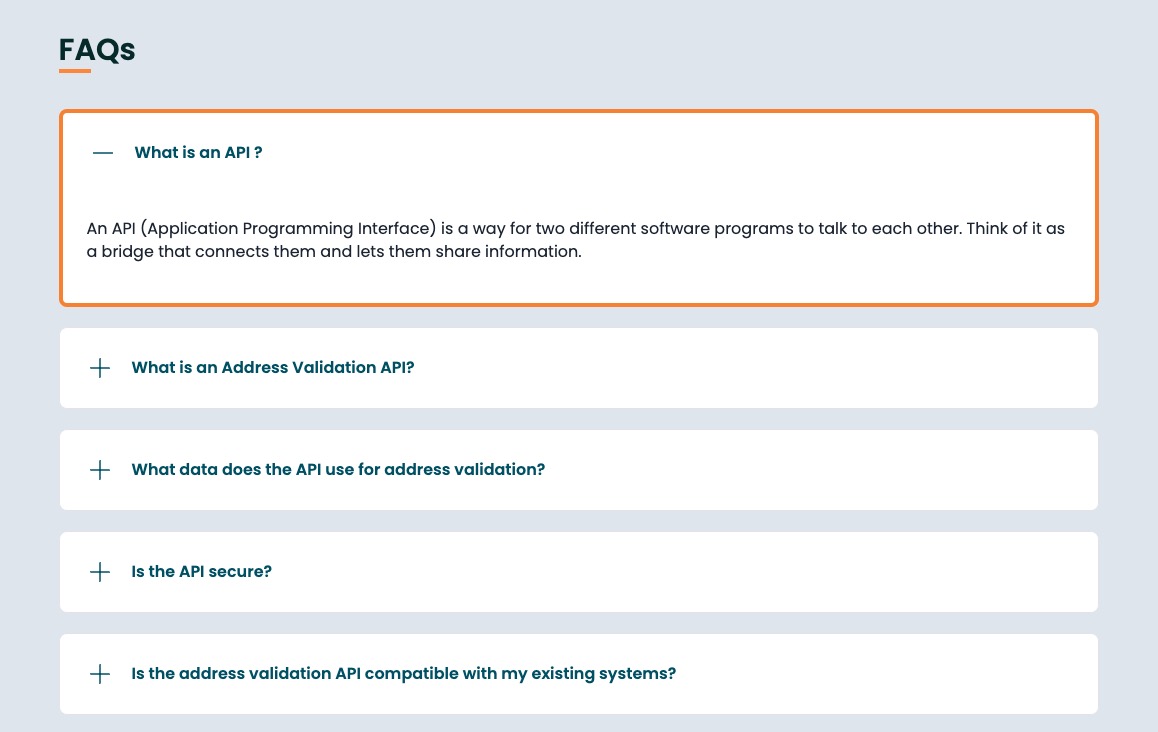 FAQs
What is an API ?
An API (Application Programming Interface) is a way for two different software programs to talk to each other. Think of it as
a bridge that connects them and lets them share information.
What is an Address Validation API?
What data does the API use for address validation?
Is the API secure?
Is the address validation API compatible with my existing systems?